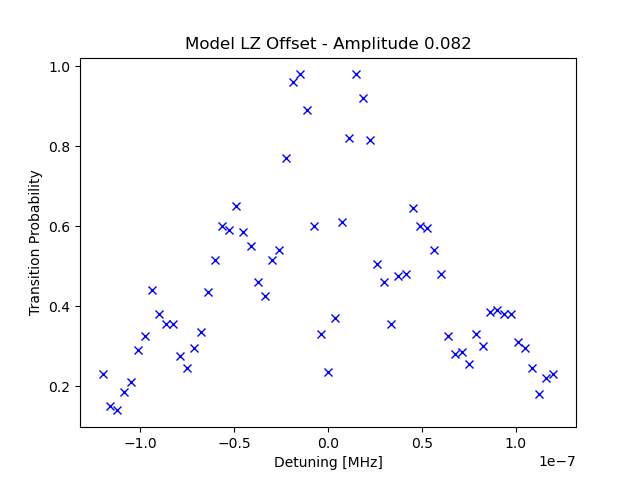 Model LZ Offset - Amplitude 0.082
1.0
0.8
0.6
0.4
0.2
Transition Probability
−1.0 −0.5 0.0 0.5 1.0
1e−7
Detuning [MHz]